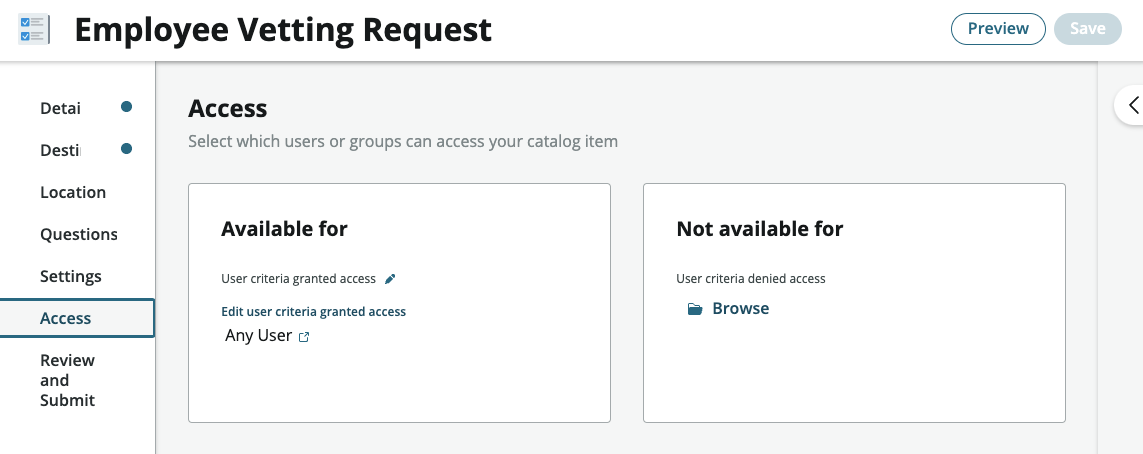 Employee Vetting Request
Preview
Save
Detai
Desti
Location
Questions
Settings
Access
Review
and
Submit
Access
Select which users or groups can access your catalog item
Available for
User criteria granted access
Edit user criteria granted access
Any User
Not available for
User criteria denied access
Browse